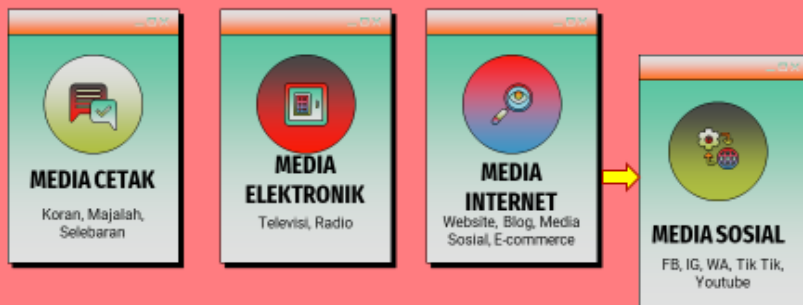 MEDIA CETAK
Koran, Majalah,
Selebaran
MEDIA
ELEKTRONIK
Televisi, Radio
MEDIA
INTERNET
Website, Blog, Media
Sosial, E-commerce
MEDIA SOSIAL
FB, IG, WA, Tik Tik,
Youtube